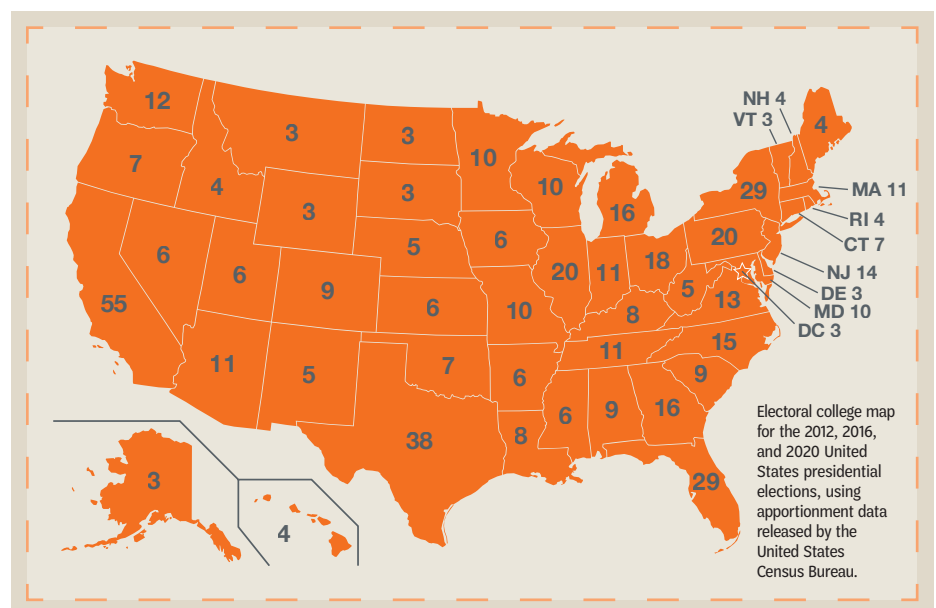 NH 4
VT 3
12
3
3
4
7
10
4
3
10
29
MA 11
3
16
RI 4
6
5
6
20
CT 7
6
9
20
11
18
NJ 14
5
DE 3
55
6
10
8
13
MD 10
DC 3
11
5
7
6
11
15
9
38
8
6
9
16
29
3
4
Electoral college map
for the 2012, 2016,
and 2020 United
States presidential
elections, using
apportionment data
released by the
United States
Census Bureau.